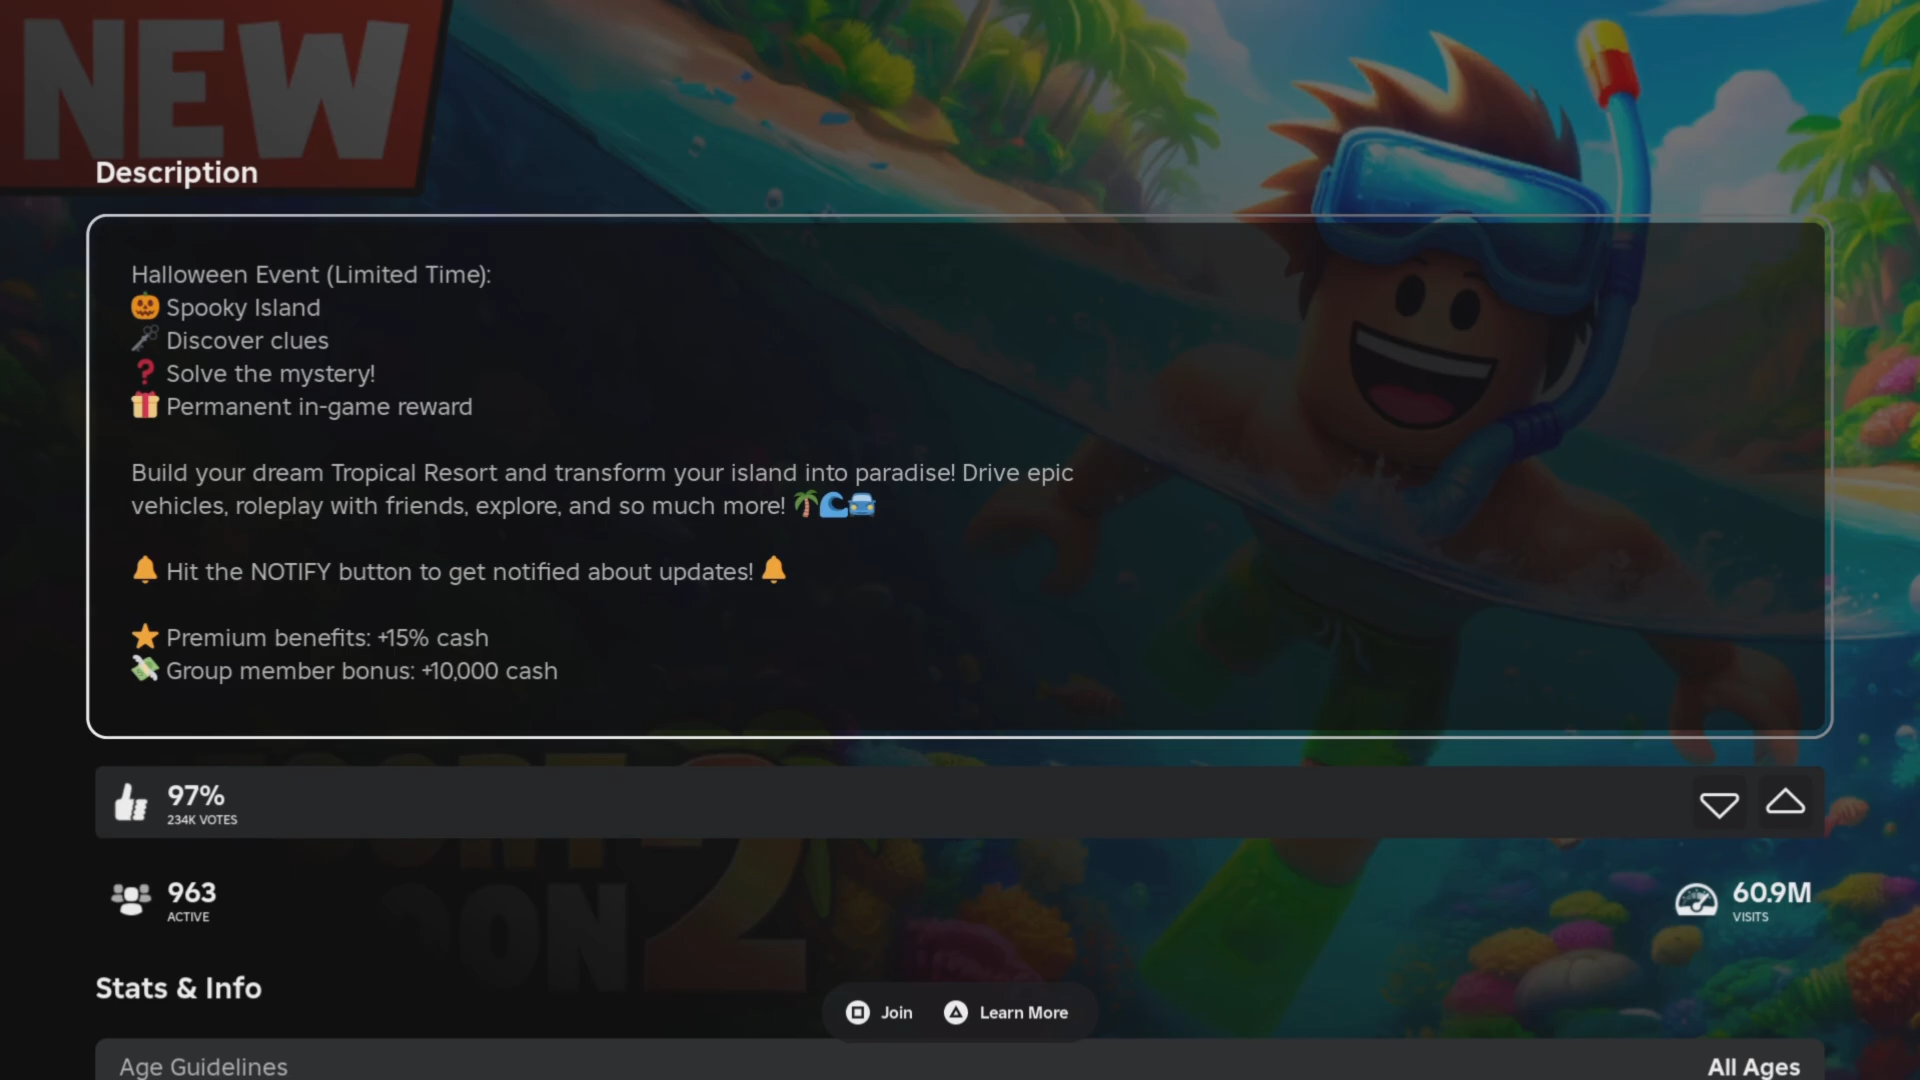 NEW
Description
Halloween Event (Limited Time):
🎃 Spooky Island
🗝️ Discover clues
❓ Solve the mystery!
🎁 Permanent in-game reward
Build your dream Tropical Resort and transform your island into paradise! Drive epic
vehicles, roleplay with friends, explore, and so much more! 🌴🌊🚘
🔔 Hit the NOTIFY button to get notified about updates! 🔔
⭐ Premium benefits: +15% cash
💸 Group member bonus: +10,000 cash
97%
234K VOTES
963
ACTIVE
60.9M
VISITS
2
Stats & Info
Join
Learn More
Age Guidelines
All Ages